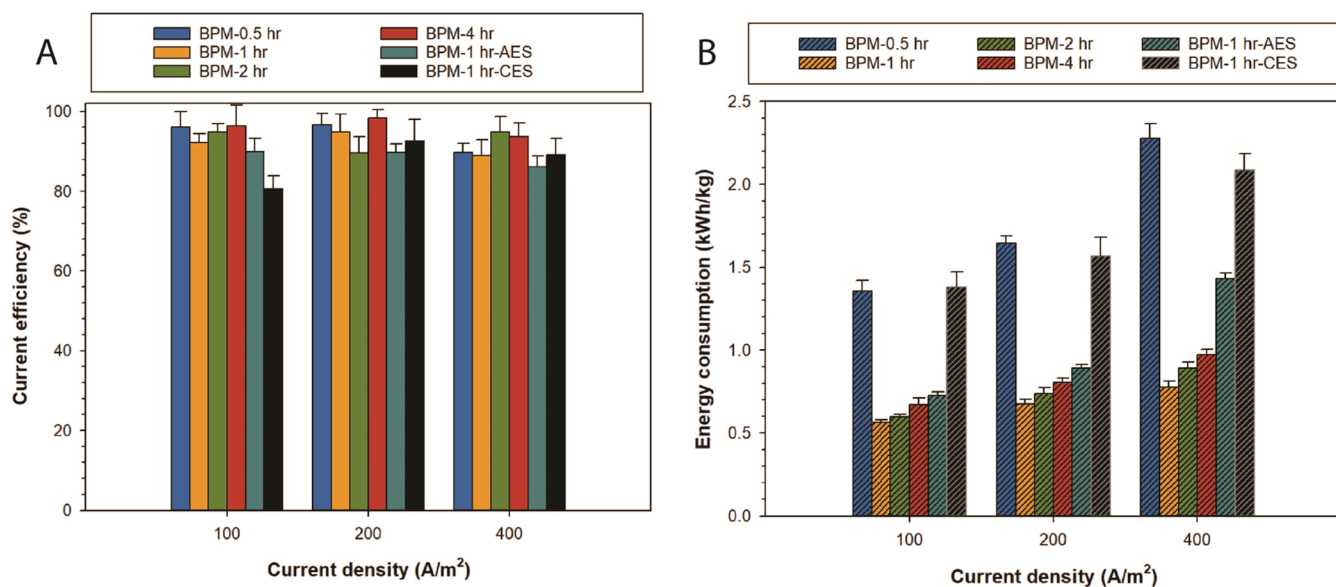 A
BPM-0.5 hr
BPM-4 hr
BPM-1 hr
BPM-1 hr-AES
BPM-2 hr
BPM-1 hr-CES
Current efficiency (%)
100
80
60
40
20
0
100
200
400
Current density (A/m²)
B
BPM-0.5 hr
BPM-2 hr
BPM-1 hr-AES
BPM-1 hr
BPM-4 hr
BPM-1 hr-CES
Energy consumption (kWh/kg)
2.5
2.0
1.5
1.0
0.5
0.0
100
200
400
Current density (A/m²)